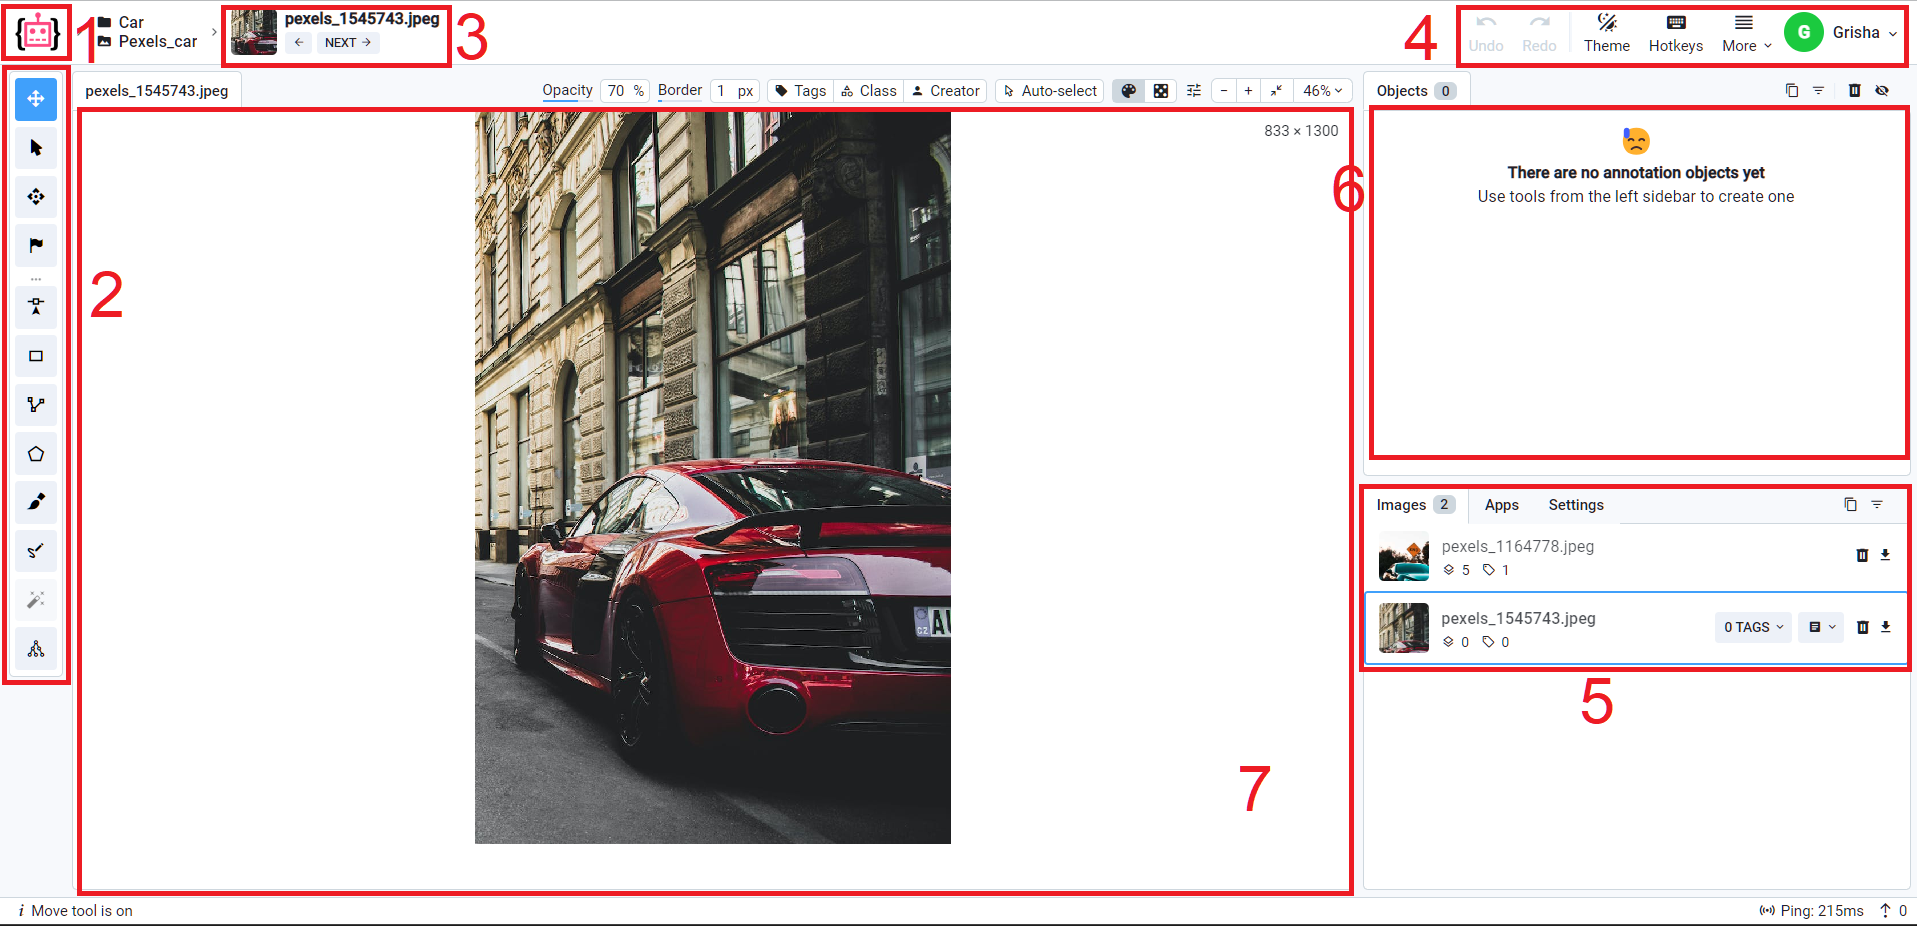 1
Car
Pexels_car
pexels_1545743.jpeg
NEXT
3
4
Undo
Redo
Theme
Hotkeys
More
G
Grisha
pexels_1545743.jpeg
Opacity
70 %
Border
1 px
Tags
Class
Creator
Auto-select
46%
Objects 0
833 × 1300
There are no annotation objects yet
Use tools from the left sidebar to create one
6
2
Images 2
Apps
Settings
pexels_1164778.jpeg
5 1
pexels_1545743.jpeg
0 0
0 TAGS
CZ
5
7
i Move tool is on
Ping: 215ms
0